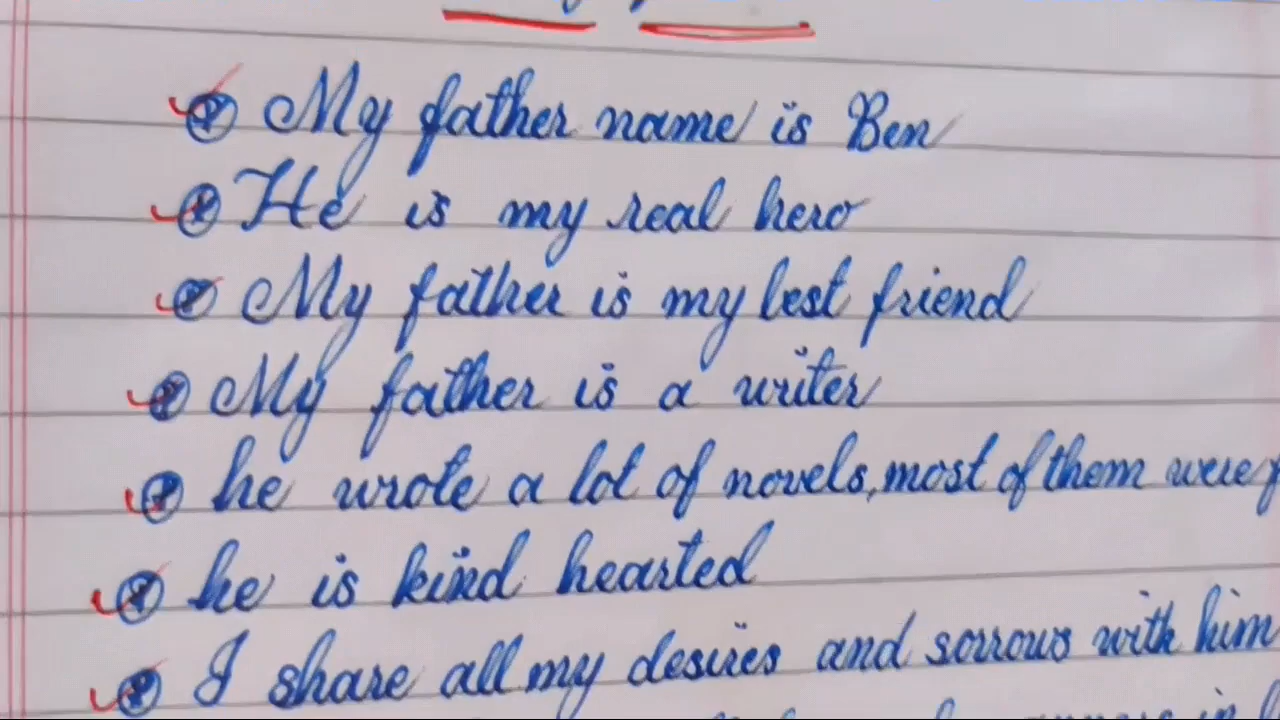 My father name is Ben
He is my real hero
My father is my best friend
My father is a writer
he wrote a lot of novels, most of them were
he is kind hearted
I share all my desires and sorrows with him